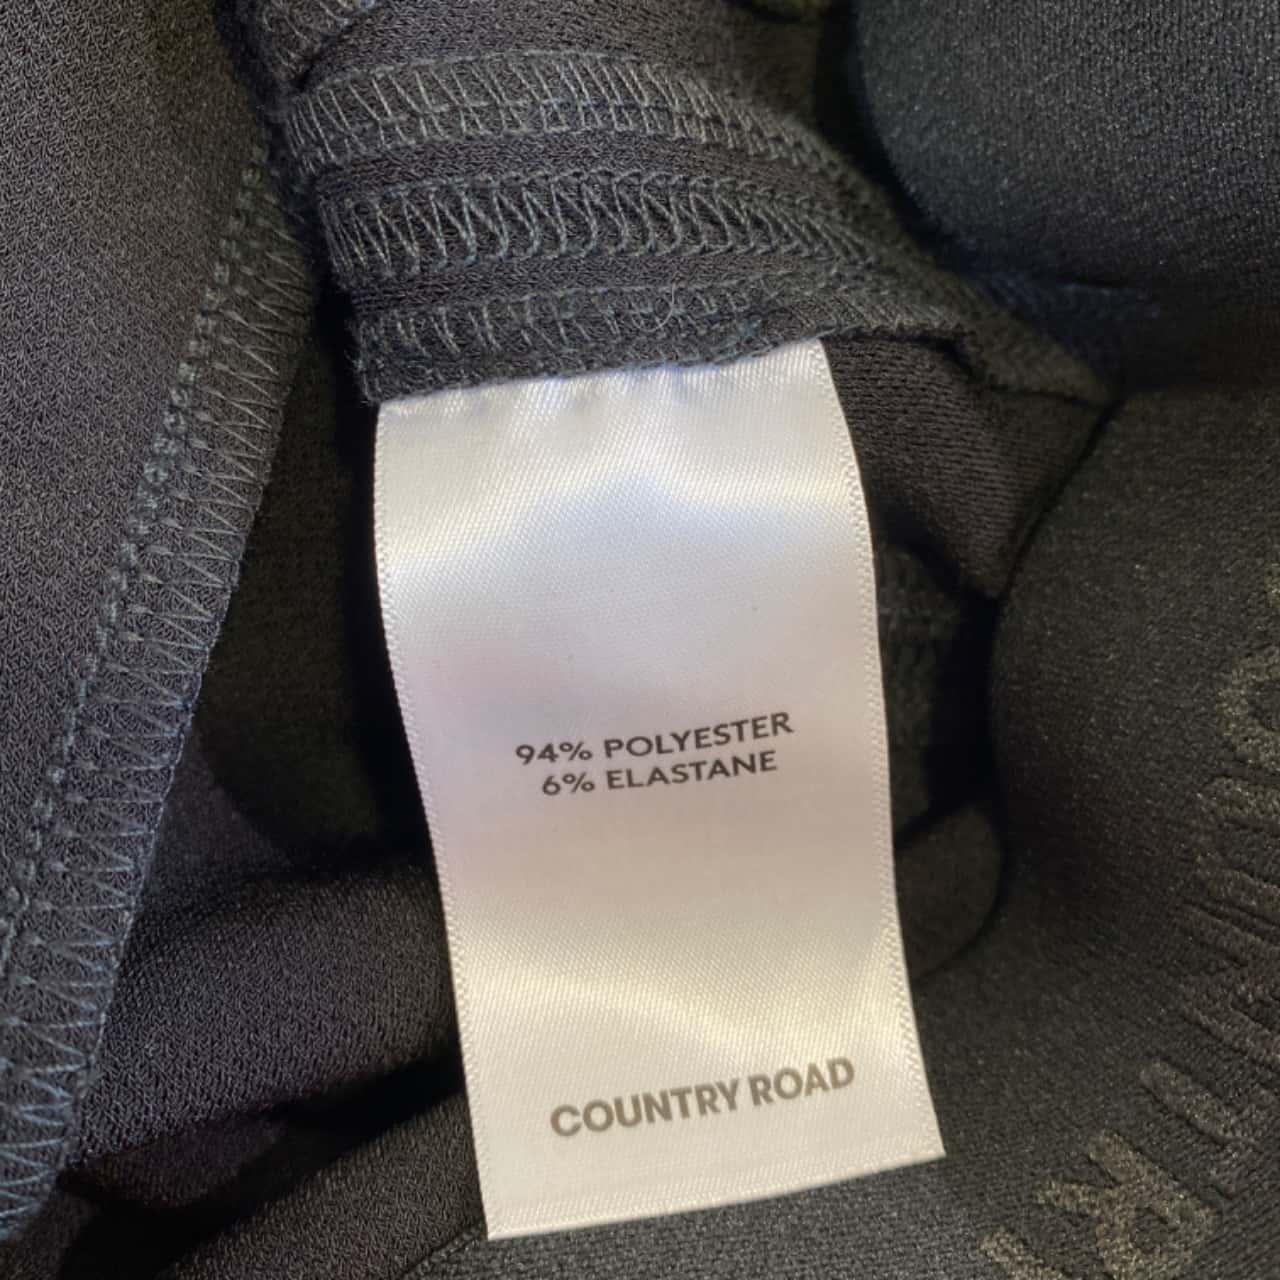 94% POLYESTER
6% ELASTANE
COUNTRY ROAD